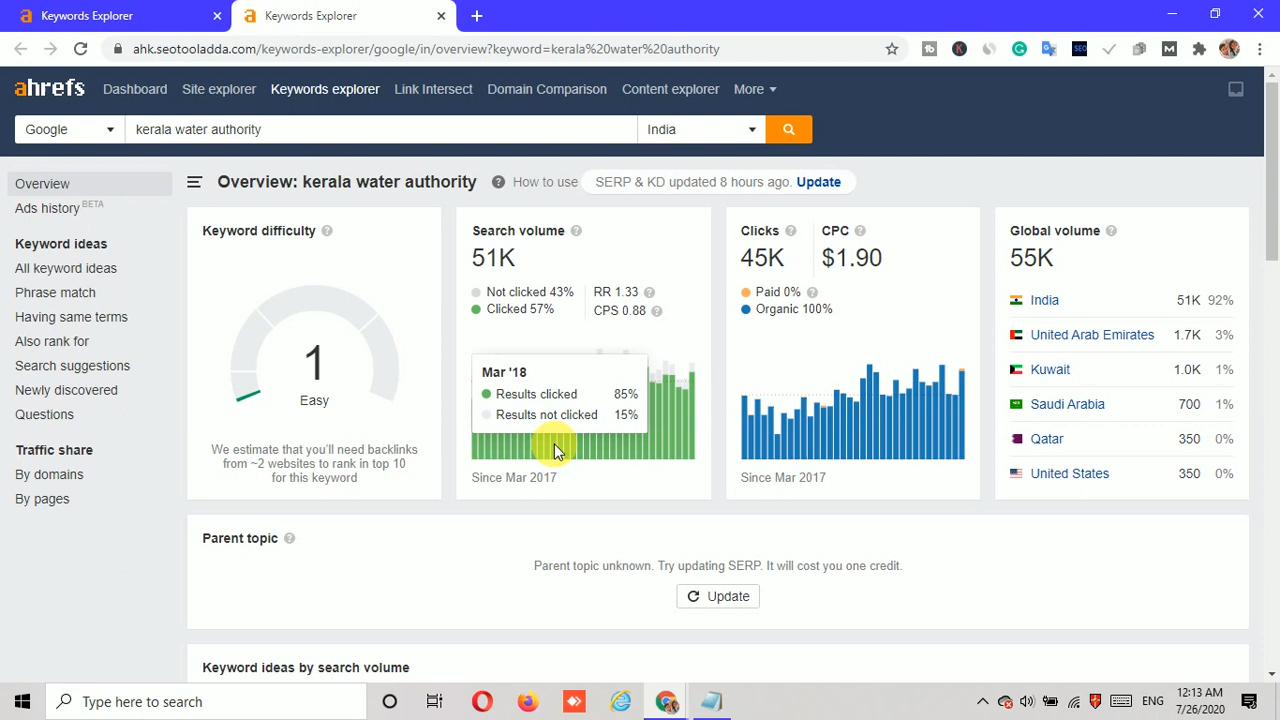 Keywords Explorer
Keywords Explorer
ahk.seotooladda.com/keywords-explorer/google/in/overview?keyword=kerala%20water%20authority
ahrefs
Dashboard
Site explorer
Keywords explorer
Link Intersect
Domain Comparison
Content explorer
More
Google
kerala water authority
India
Overview
Ads history BETA
Keyword ideas
All keyword ideas
Phrase match
Having same terms
Also rank for
Search suggestions
Newly discovered
Questions
Traffic share
By domains
By pages
Overview: kerala water authority
How to use
SERP & KD updated 8 hours ago. Update
Keyword difficulty
1
Easy
We estimate that you'll need backlinks
from ~2 websites to rank in top 10
for this keyword
Search volume
51K
Not clicked 43%
Clicked 57%
RR 1.33
CPS 0.88
Mar '18
Results clicked 85%
Results not clicked 15%
Since Mar 2017
Clicks
45K
CPC
$1.90
Paid 0%
Organic 100%
Since Mar 2017
Global volume
55K
India 51K 92%
United Arab Emirates 1.7K 3%
Kuwait 1.0K 1%
Saudi Arabia 700 1%
Qatar 350 0%
United States 350 0%
Parent topic
Parent topic unknown. Try updating SERP. It will cost you one credit.
Update
Keyword ideas by search volume
Type here to search
ENG
12:13 AM
7/26/2020